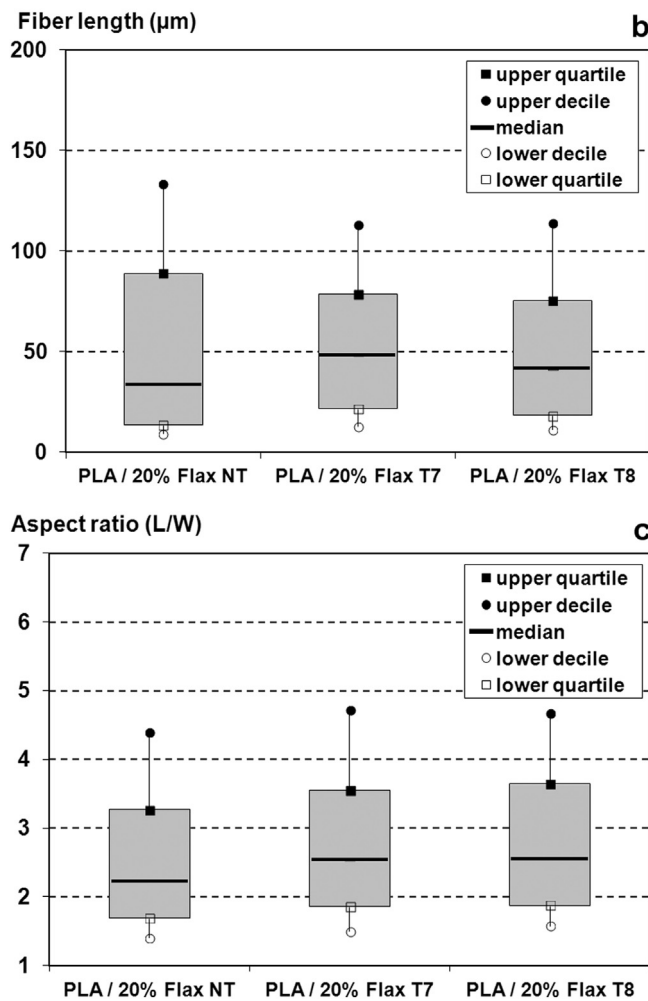 Fiber length (µm)
b
200
150
100
50
0
upper quartile
upper decile
median
lower decile
lower quartile
PLA / 20% Flax NT
PLA / 20% Flax T7
PLA / 20% Flax T8
Aspect ratio (L/W)
c
7
6
5
4
3
2
1
upper quartile
upper decile
median
lower decile
lower quartile
PLA / 20% Flax NT
PLA / 20% Flax T7
PLA / 20% Flax T8